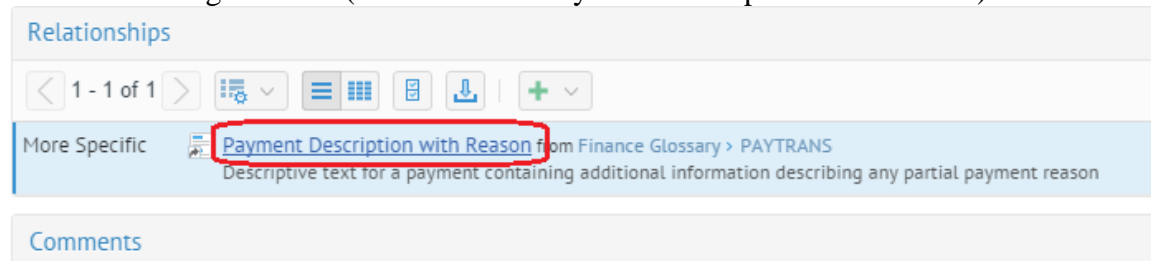 Relationships
1 - 1 of 1
More Specific Payment Description with Reason from Finance Glossary › PAYTRANS
Descriptive text for a payment containing additional information describing any partial payment reason
Comments